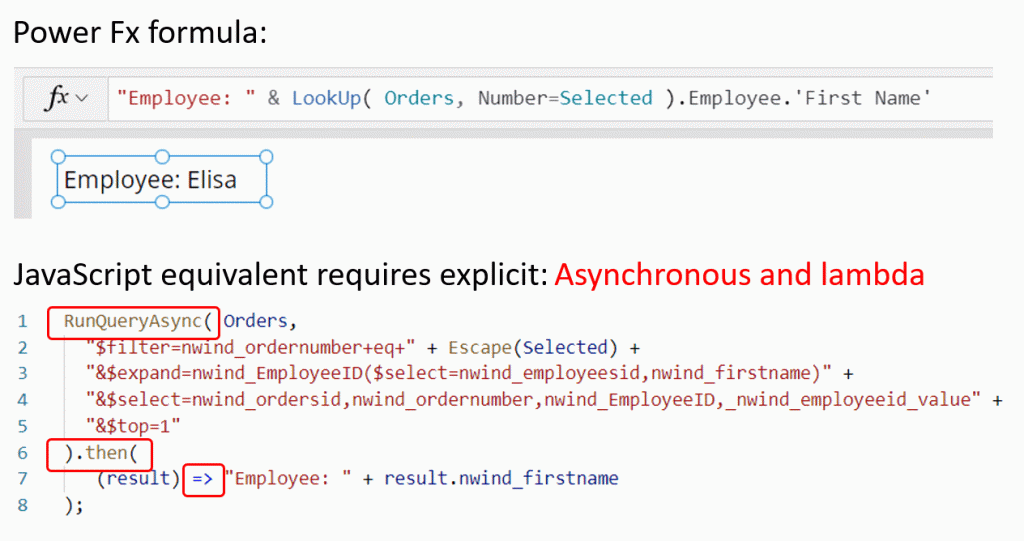 Power Fx formula:
fx "Employee: " & LookUp( Orders, Number=Selected ).Employee.'First Name'
Employee: Elisa
JavaScript equivalent requires explicit: Asynchronous and lambda
1 RunQueryAsync( Orders,
2 "$filter=nwind_ordernumber+eq+" + Escape(Selected) +
3 "&$expand=nwind_EmployeeID($select=nwind_employeesid,nwind_firstname)" +
4 "&$select=nwind_ordersid,nwind_ordernumber,nwind_EmployeeID,_nwind_employeeid_value" +
5 "&$top=1"
6 ).then(
7 (result) => "Employee: " + result.nwind_firstname
8 );